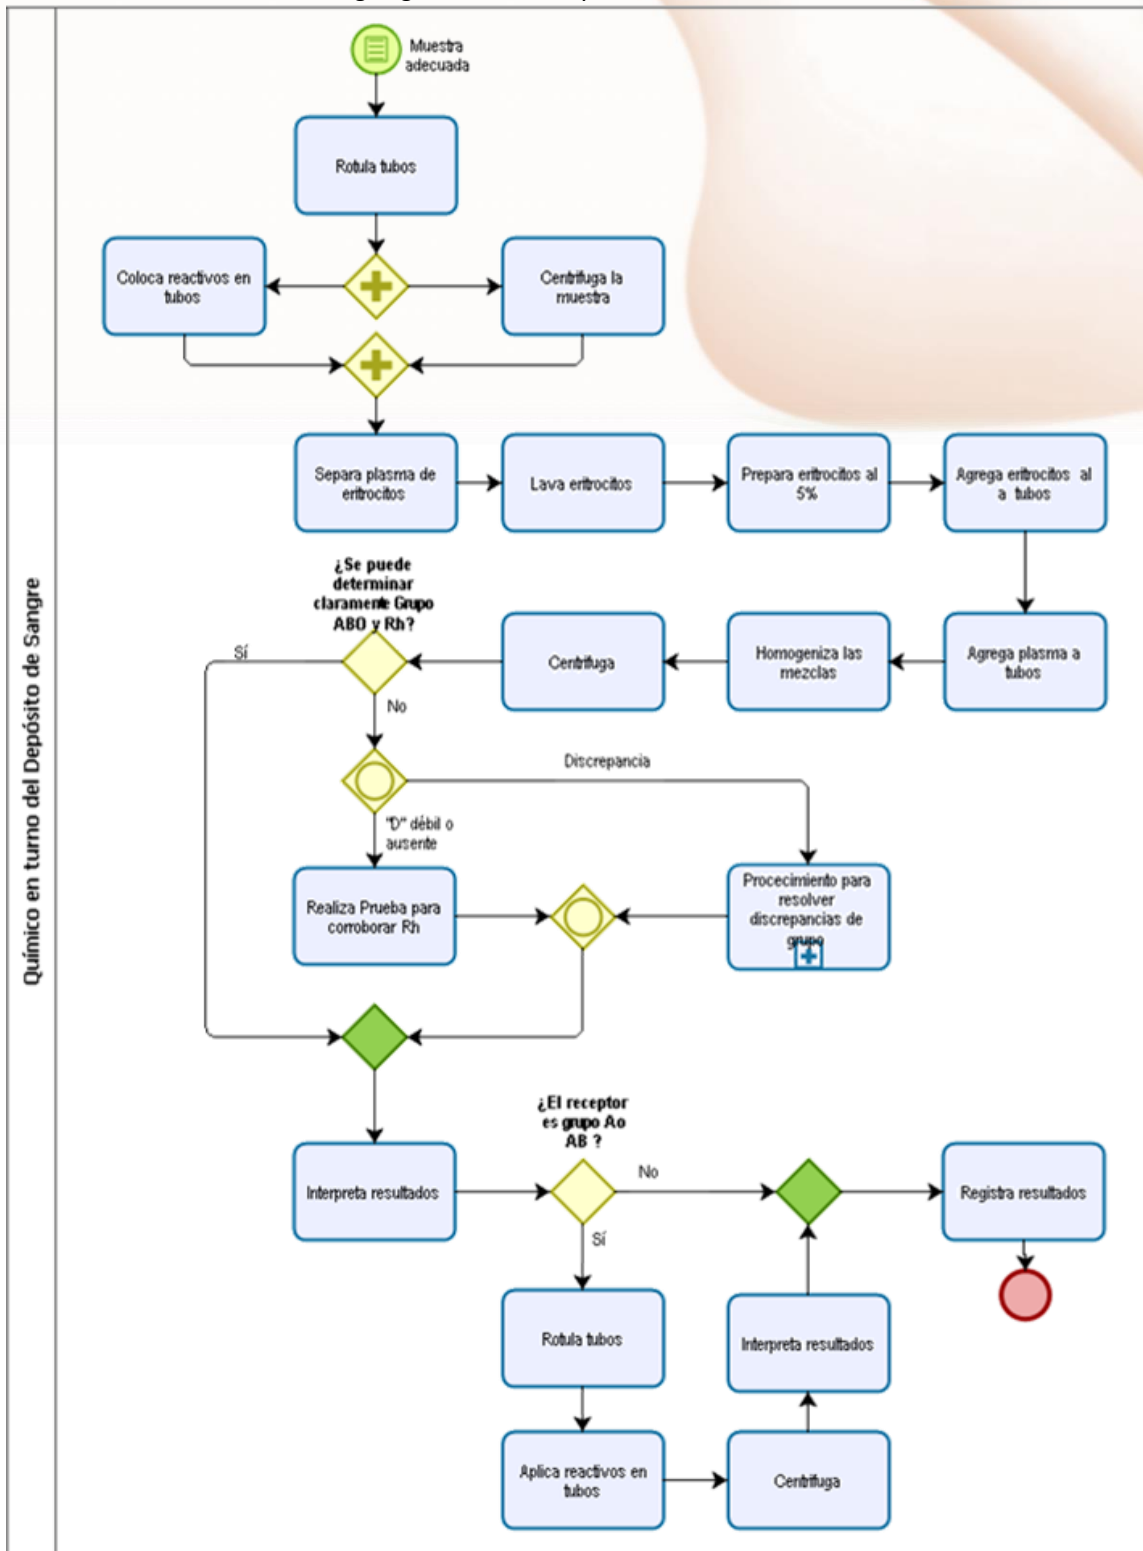 Químico en turno del Depósito de Sangre
Muestra
adecuada
Rotula tubos
Coloca reactivos en
tubos
Centrifuga la
muestra
Separa plasma de
eritrocitos
Lava eritrocitos
Prepara eritrocitos al
5%
Agrega eritrocitos al
a tubos
¿Se puede
determinar
claramente Grupo
ABO y Rh?
Sí
Centrifuga
Homogeniza las
mezclas
Agrega plasma a
tubos
No
Discrepancia
"D" débil o
ausente
Realiza Prueba para
corroborar Rh
Procecimiento para
resolver
discrepancias de
grupo
¿El receptor
es grupo Ao
AB ?
Interpreta resultados
No
Registra resultados
Sí
Rotula tubos
Interpreta resultados
Aplica reactivos en
tubos
Centrifuga